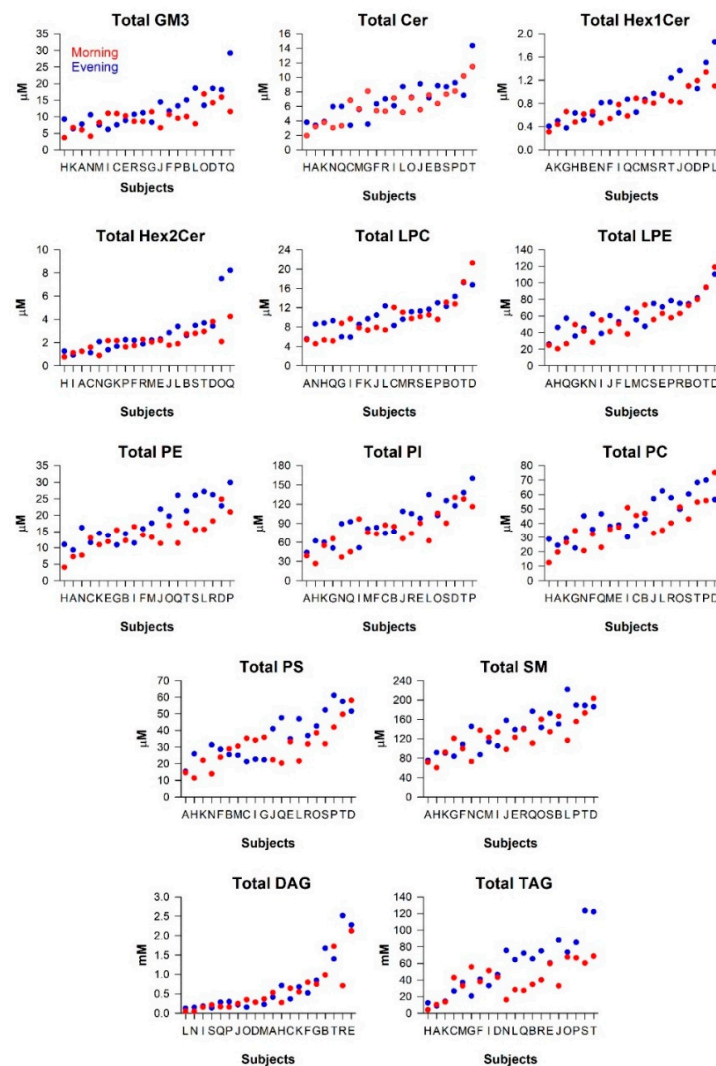 Total GM3
35
30
25
20
15
10
5
0
μM
Morning
Evening
HKANMICERSGJFPBLODTQ
Subjects
Total Cer
16
14
12
10
8
6
4
2
0
μM
HAKNQCMGFRILOJEBSPDT
Subjects
Total Hex1Cer
2.0
1.6
1.2
0.8
0.4
0.0
μM
AKGHBENFIQCMSRTJODPL
Subjects
Total Hex2Cer
10
8
6
4
2
0
μM
HIACNGKPFRMEJLBSTDOQ
Subjects
Total LPC
24
20
16
12
8
4
0
μM
ANHQGIFKJLCMRSEPBOTD
Subjects
Total LPE
140
120
100
80
60
40
20
0
μM
AHQGKNIJFLMCSEPRBOTD
Subjects
Total PE
35
30
25
20
15
10
5
0
μM
HANCKEGBIFMJOQTSLRDP
Subjects
Total PI
180
150
120
90
60
30
0
μM
AHKGNQIMFCBJRELOSDTP
Subjects
Total PC
80
70
60
50
40
30
20
10
0
μM
HAKGNFQMEICBJLROSTPD
Subjects
Total PS
70
60
50
40
30
20
10
0
μM
AHKNFBMCIGJQELROSPTD
Subjects
Total SM
240
200
160
120
80
40
0
μM
AHKGFNCMIJERQOSBLPTD
Subjects
Total DAG
3.0
2.5
2.0
1.5
1.0
0.5
0.0
mM
LNISQPJODMAHCKFGBTRE
Subjects
Total TAG
140
120
100
80
60
40
20
0
mM
HAKCMGFIDNLQBREJOPST
Subjects